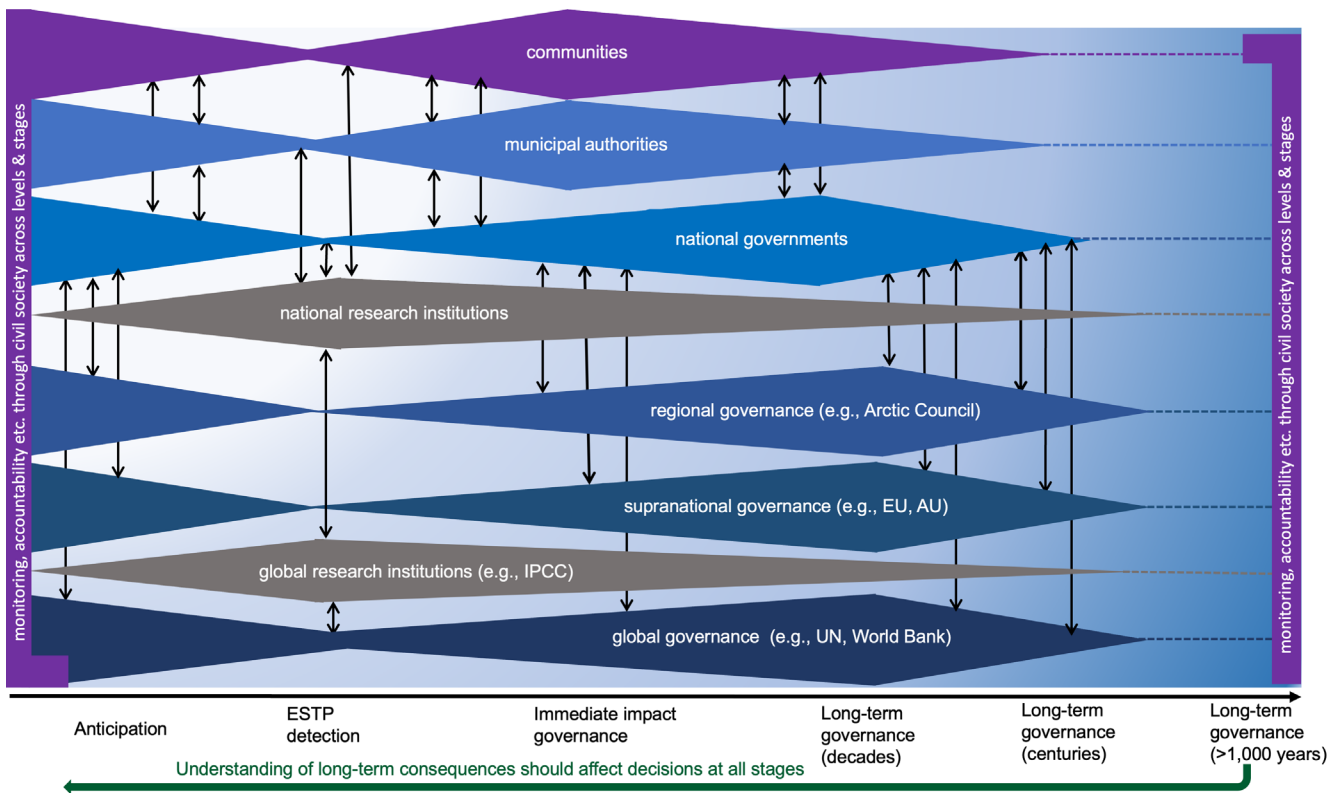 monitoring, accountability etc. through civil society across levels & stages
communities
municipal authorities
national governments
national research institutions
regional governance (e.g., Arctic Council)
supranational governance (e.g., EU, AU)
global research institutions (e.g., IPCC)
global governance  (e.g., UN, World Bank)
monitoring, accountability etc. through civil society across levels & stages
Anticipation
ESTP
detection
Immediate impact
governance
Long-term
governance
(decades)
Long-term
governance
(centuries)
Long-term
governance
(>1,000 years)
Understanding of long-term consequences should affect decisions at all stages